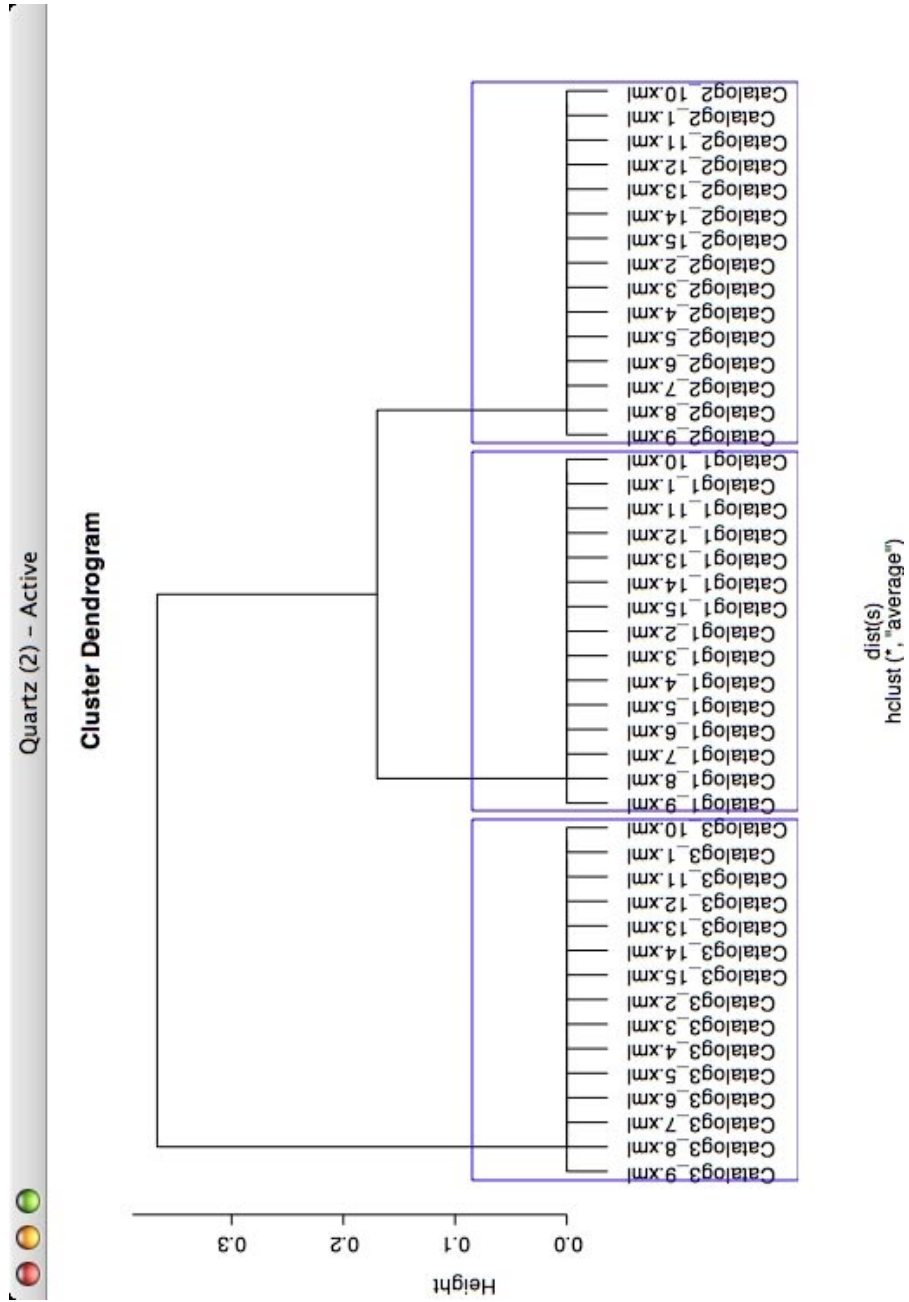 Quartz (2) – Active
Cluster Dendrogram
Height
0.0
0.1
0.2
0.3
Catalog3_9.xml
Catalog3_8.xml
Catalog3_7.xml
Catalog3_6.xml
Catalog3_5.xml
Catalog3_4.xml
Catalog3_3.xml
Catalog3_2.xml
Catalog3_15.xml
Catalog3_14.xml
Catalog3_13.xml
Catalog3_12.xml
Catalog3_11.xml
Catalog3_1.xml
Catalog3_10.xml
Catalog1_9.xml
Catalog1_8.xml
Catalog1_7.xml
Catalog1_6.xml
Catalog1_5.xml
Catalog1_4.xml
Catalog1_3.xml
Catalog1_2.xml
Catalog1_15.xml
Catalog1_14.xml
Catalog1_13.xml
Catalog1_12.xml
Catalog1_11.xml
Catalog1_1.xml
Catalog1_10.xml
Catalog2_9.xml
Catalog2_8.xml
Catalog2_7.xml
Catalog2_6.xml
Catalog2_5.xml
Catalog2_4.xml
Catalog2_3.xml
Catalog2_2.xml
Catalog2_15.xml
Catalog2_14.xml
Catalog2_13.xml
Catalog2_12.xml
Catalog2_11.xml
Catalog2_1.xml
Catalog2_10.xml
dist(s)
hclust (*, "average")